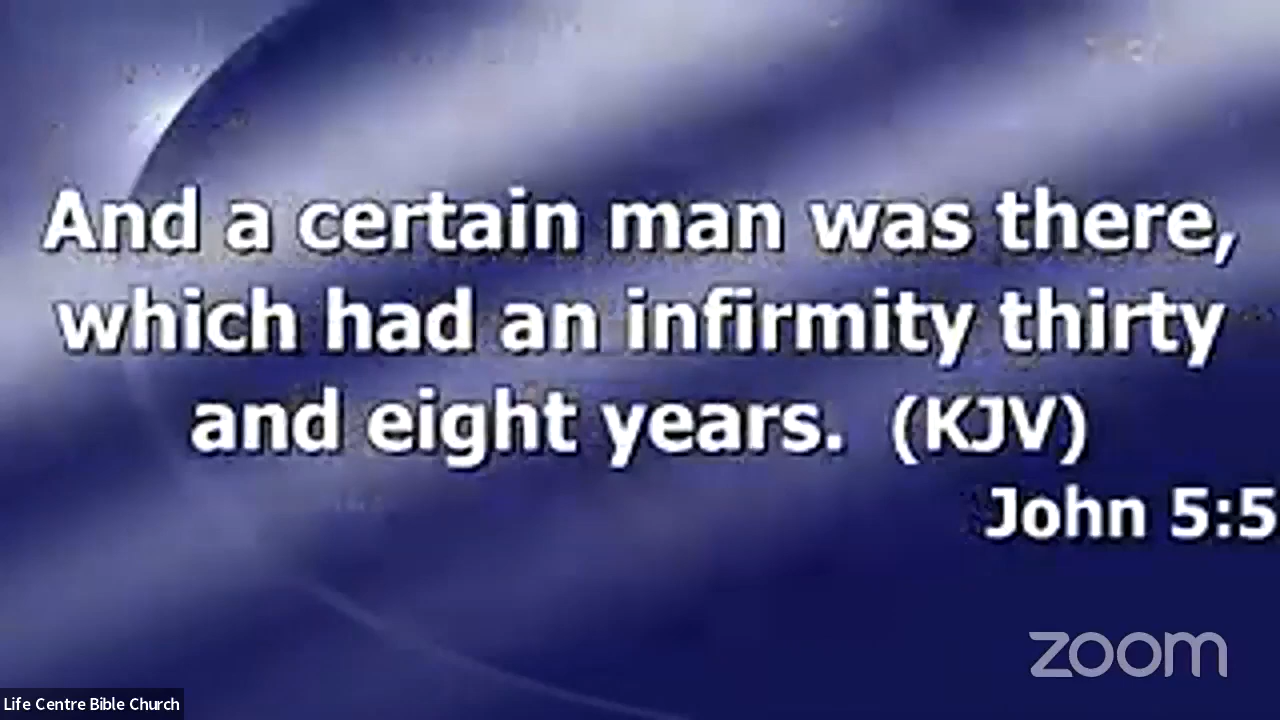 And a certain man was there,
which had an infirmity thirty
and eight years. (KJV)
John 5:5
zoom
Life Centre Bible Church